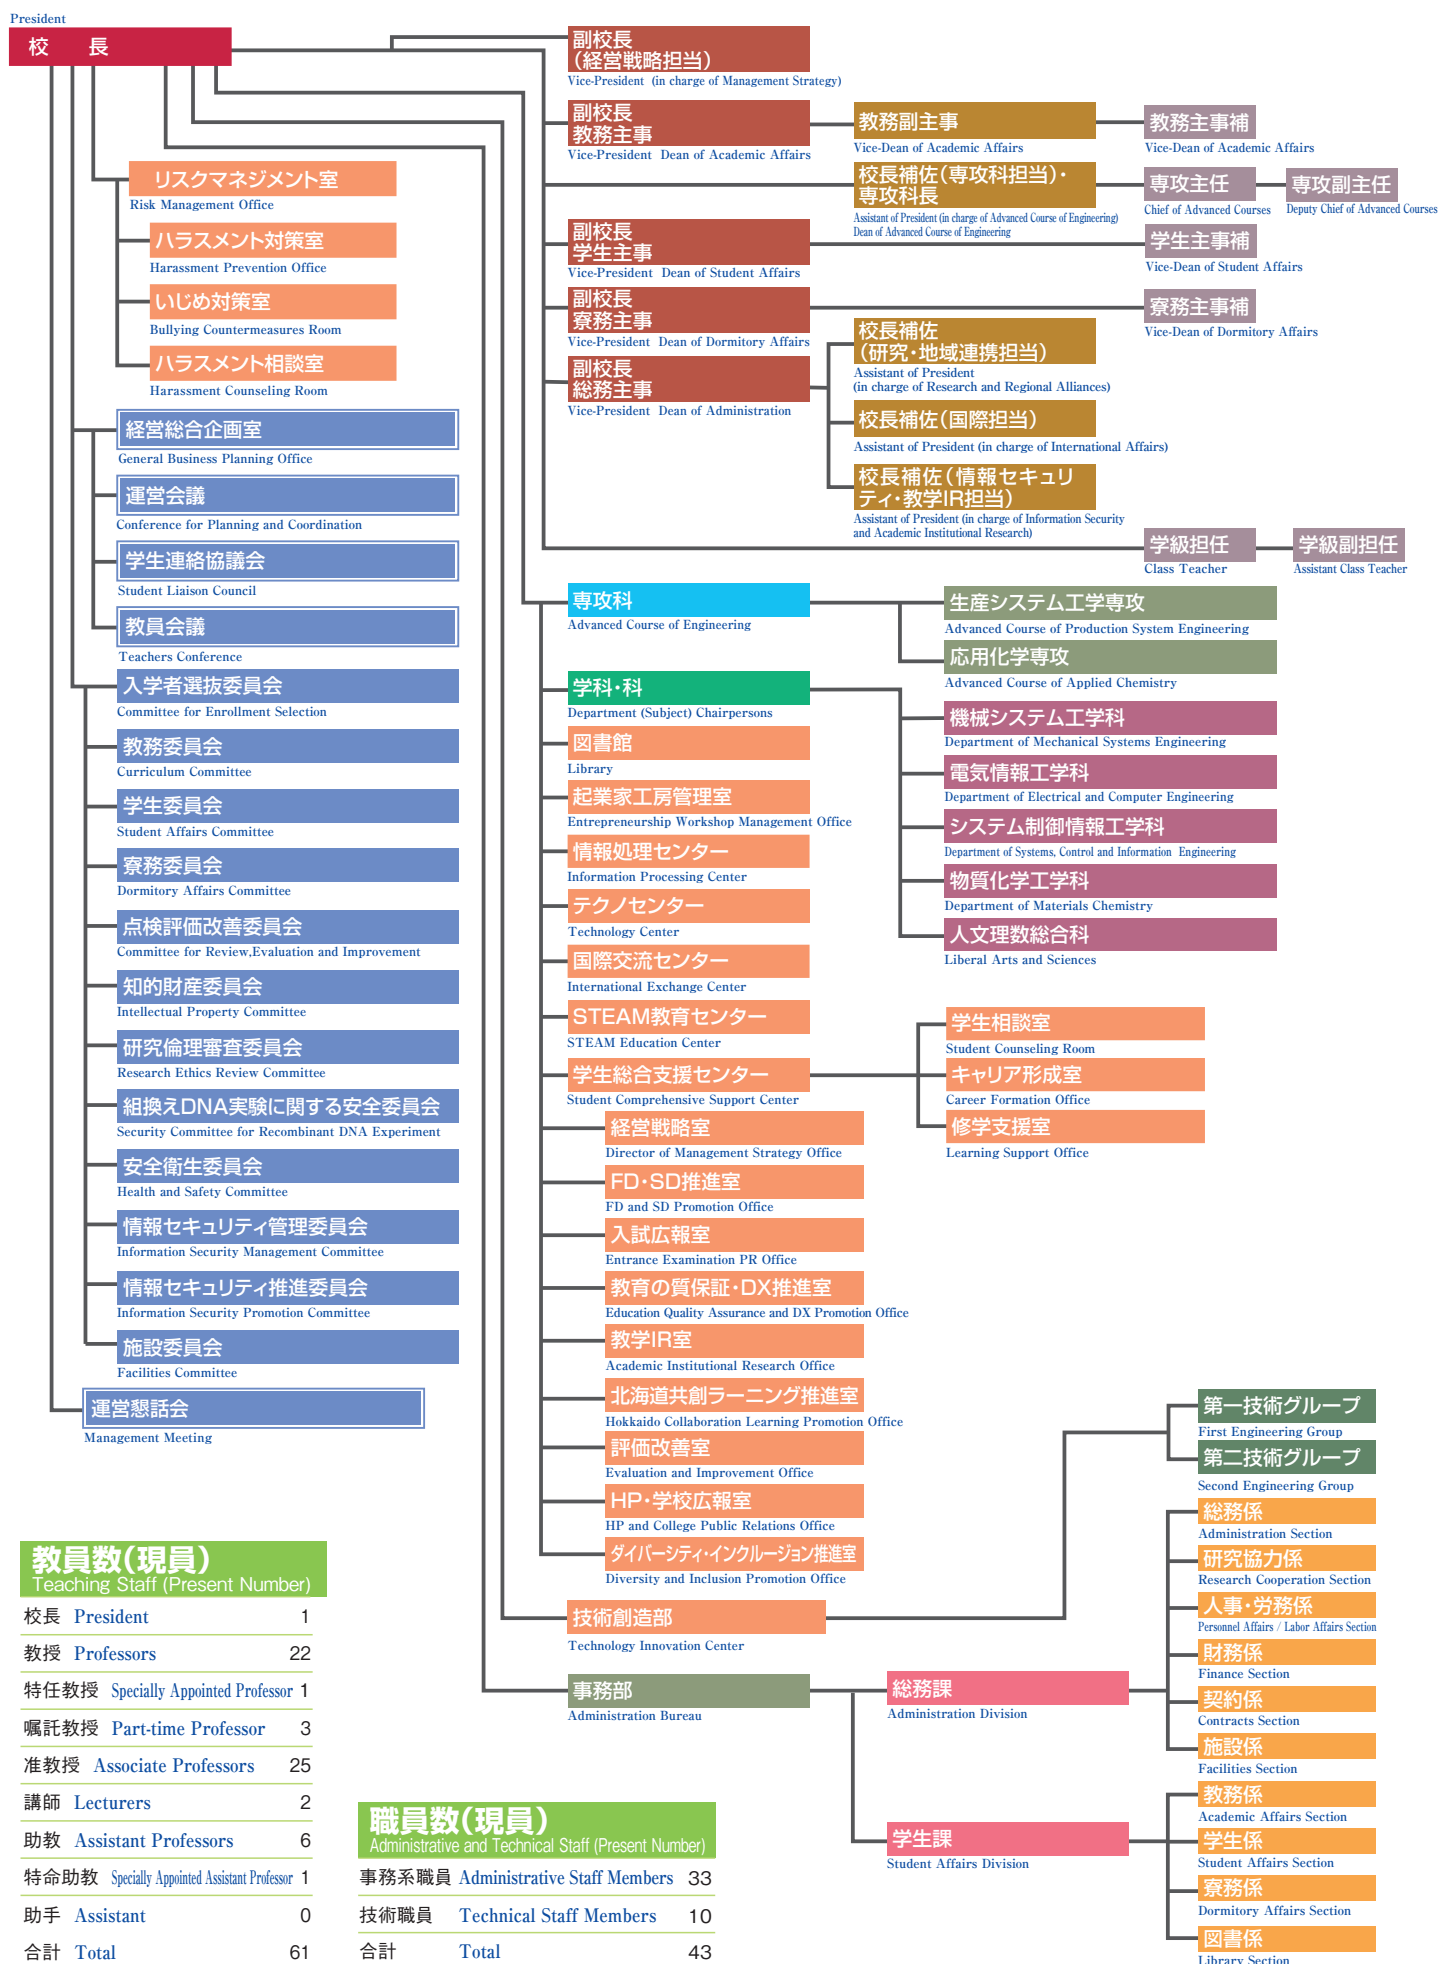 President
校　長
リスクマネジメント室
Risk Management Office
ハラスメント対策室
Harassment Prevention Office
いじめ対策室
Bullying Countermeasures Room
ハラスメント相談室
Harassment Counseling Room
経営総合企画室
General Business Planning Office
運営会議
Conference for Planning and Coordination
学生連絡協議会
Student Liaison Council
教員会議
Teachers Conference
入学者選抜委員会
Committee for Enrollment Selection
教務委員会
Curriculum Committee
学生委員会
Student Affairs Committee
寮務委員会
Dormitory Affairs Committee
点検評価改善委員会
Committee for Review,Evaluation and Improvement
知的財産委員会
Intellectual Property Committee
研究倫理審査委員会
Research Ethics Review Committee
組換えDNA実験に関する安全委員会
Security Committee for Recombinant DNA Experiment
安全衛生委員会
Health and Safety Committee
情報セキュリティ管理委員会
Information Security Management Committee
情報セキュリティ推進委員会
Information Security Promotion Committee
施設委員会
Facilities Committee
運営懇話会
Management Meeting
副校長
（経営戦略担当）
Vice-President (in charge of Management Strategy)
副校長
教務主事
Vice-President Dean of Academic Affairs
教務副主事
Vice-Dean of Academic Affairs
教務主事補
Vice-Dean of Academic Affairs
校長補佐（専攻科担当）・
専攻科長
Assistant of President (in charge of Advanced Course of Engineering)
Dean of Advanced Course of Engineering
専攻主任
Chief of Advanced Courses
専攻副主任
Deputy Chief of Advanced Courses
副校長
学生主事
Vice-President Dean of Student Affairs
学生主事補
Vice-Dean of Student Affairs
副校長
寮務主事
Vice-President Dean of Dormitory Affairs
寮務主事補
Vice-Dean of Dormitory Affairs
副校長
総務主事
Vice-President Dean of Administration
校長補佐
（研究・地域連携担当）
Assistant of President
(in charge of Research and Regional Alliances)
校長補佐（国際担当）
Assistant of President (in charge of International Affairs)
校長補佐（情報セキュリ
ティ・教学IR担当）
Assistant of President (in charge of Information Security
and Academic Institutional Research)
学級担任
Class Teacher
学級副担任
Assistant Class Teacher
専攻科
Advanced Course of Engineering
生産システム工学専攻
Advanced Course of Production System Engineering
応用化学専攻
Advanced Course of Applied Chemistry
学科・科
Department (Subject) Chairpersons
機械システム工学科
Department of Mechanical Systems Engineering
電気情報工学科
Department of Electrical and Computer Engineering
システム制御情報工学科
Department of Systems, Control and Information Engineering
物質化学工学科
Department of Materials Chemistry
人文理数総合科
Liberal Arts and Sciences
図書館
Library
起業家工房管理室
Entrepreneurship Workshop Management Office
情報処理センター
Information Processing Center
テクノセンター
Technology Center
国際交流センター
International Exchange Center
STEAM教育センター
STEAM Education Center
学生総合支援センター
Student Comprehensive Support Center
学生相談室
Student Counseling Room
キャリア形成室
Career Formation Office
修学支援室
Learning Support Office
経営戦略室
Director of Management Strategy Office
FD・SD推進室
FD and SD Promotion Office
入試広報室
Entrance Examination PR Office
教育の質保証・DX推進室
Education Quality Assurance and DX Promotion Office
教学IR室
Academic Institutional Research Office
北海道共創ラーニング推進室
Hokkaido Collaboration Learning Promotion Office
評価改善室
Evaluation and Improvement Office
HP・学校広報室
HP and College Public Relations Office
ダイバーシティ・インクルージョン推進室
Diversity and Inclusion Promotion Office
技術創造部
Technology Innovation Center
第一技術グループ
First Engineering Group
第二技術グループ
Second Engineering Group
事務部
Administration Bureau
総務課
Administration Division
総務係
Administration Section
研究協力係
Research Cooperation Section
人事・労務係
Personnel Affairs / Labor Affairs Section
財務係
Finance Section
契約係
Contracts Section
施設係
Facilities Section
学生課
Student Affairs Division
教務係
Academic Affairs Section
学生係
Student Affairs Section
寮務係
Dormitory Affairs Section
図書係
Library Section
教員数（現員）
Teaching Staff (Present Number)
校長 President 1
教授 Professors 22
特任教授 Specially Appointed Professor 1
嘱託教授 Part-time Professor 3
准教授 Associate Professors 25
講師 Lecturers 2
助教 Assistant Professors 6
特命助教 Specially Appointed Assistant Professor 1
助手 Assistant 0
合計 Total 61
職員数（現員）
Administrative and Technical Staff (Present Number)
事務系職員 Administrative Staff Members 33
技術職員 Technical Staff Members 10
合計 Total 43